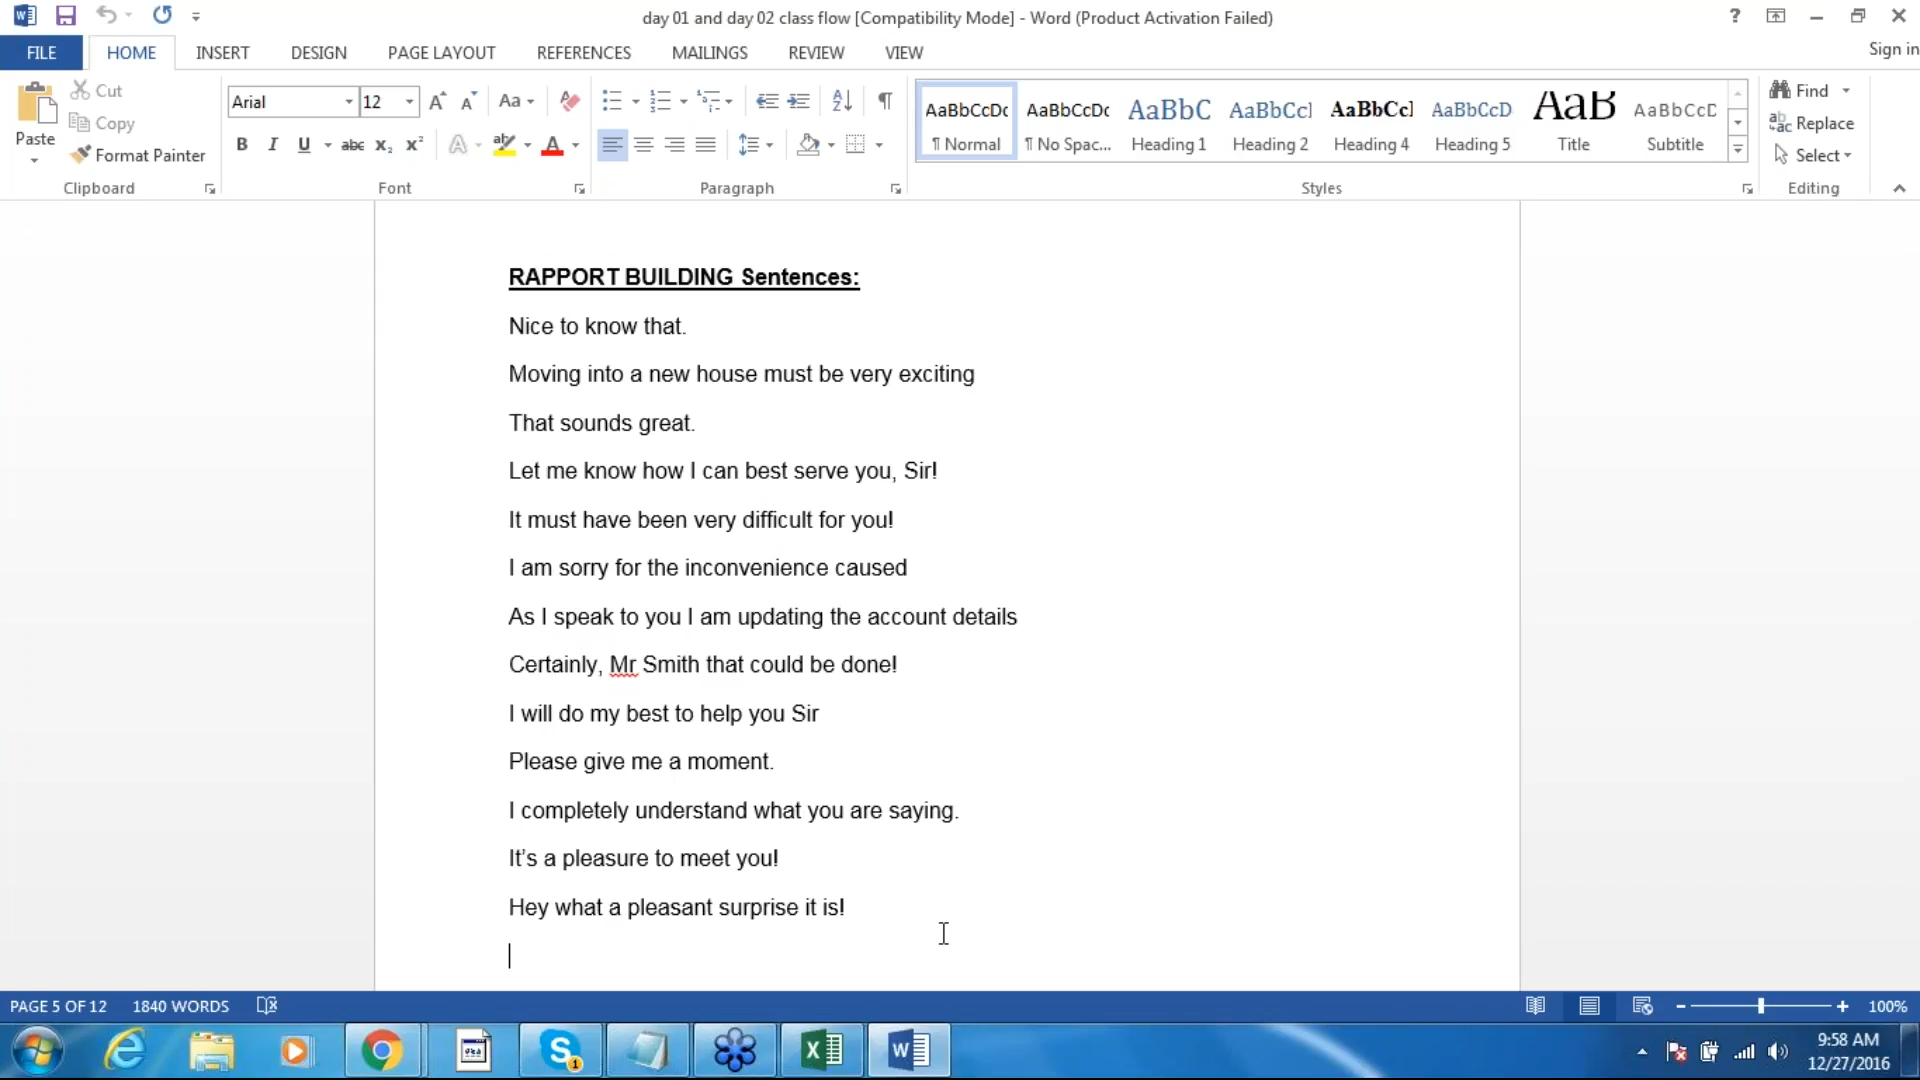 day 01 and day 02 class flow [Compatibility Mode] - Word (Product Activation Failed)
?
FILE HOME INSERT DESIGN PAGE LAYOUT REFERENCES MAILINGS REVIEW VIEW Sign in
Paste
Cut
Copy
Format Painter
Clipboard
Arial 12
Font
Paragraph
AaBbCcDc AaBbCcDc AaBbC AaBbCcl AaBbCcl AaBbCcD AaB AaBbCcD
¶ Normal ¶ No Spac... Heading 1 Heading 2 Heading 4 Heading 5 Title Subtitle
Styles
Find
Replace
Select
Editing
RAPPORT BUILDING Sentences:
Nice to know that.
Moving into a new house must be very exciting
That sounds great.
Let me know how I can best serve you, Sir!
It must have been very difficult for you!
I am sorry for the inconvenience caused
As I speak to you I am updating the account details
Certainly, Mr Smith that could be done!
I will do my best to help you Sir
Please give me a moment.
I completely understand what you are saying.
It’s a pleasure to meet you!
Hey what a pleasant surprise it is!
PAGE 5 OF 12 1840 WORDS 100%
9:58 AM
12/27/2016